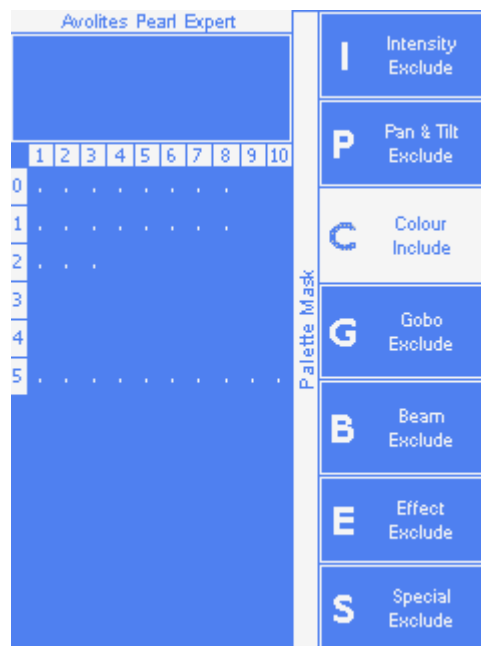 Avolites Pearl Expert
1 2 3 4 5 6 7 8 9 10
0 . . . . . . . .
1 . . . . . . . .
2 . . .
3
4
5 . . . . . . . . . .
Palette Mask
I Intensity
Exclude
P Pan & Tilt
Exclude
C Colour
Include
G Gobo
Exclude
B Beam
Exclude
E Effect
Exclude
S Special
Exclude